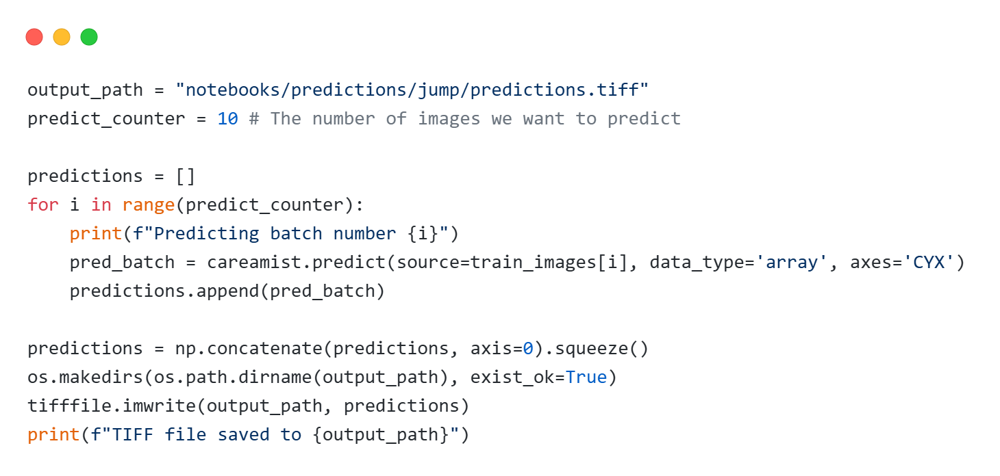 output_path = "notebooks/predictions/jump/predictions.tiff"
predict_counter = 10 # The number of images we want to predict

predictions = []
for i in range(predict_counter):
    print(f"Predicting batch number {i}")
    pred_batch = careamist.predict(source=train_images[i], data_type='array', axes='CYX')
    predictions.append(pred_batch)

predictions = np.concatenate(predictions, axis=0).squeeze()
os.makedirs(os.path.dirname(output_path), exist_ok=True)
tifffile.imwrite(output_path, predictions)
print(f"TIFF file saved to {output_path}")